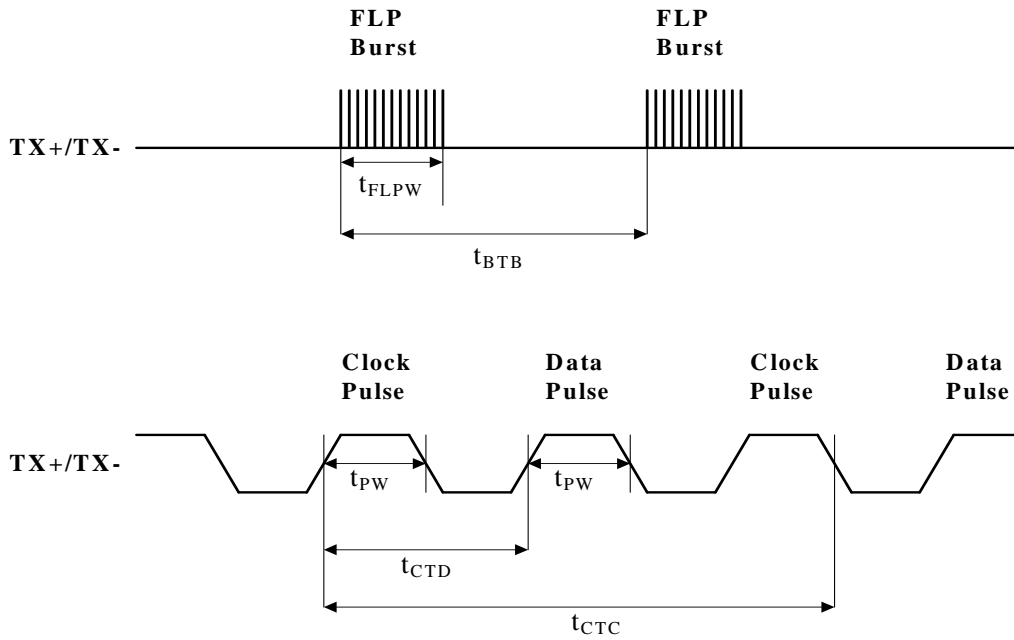 FLP Burst FLP Burst
TX+/TX-
tFLPW
tBTB
Clock Pulse Data Pulse Clock Pulse Data Pulse
TX+/TX-
tPW tPW
tCTD
tCTC